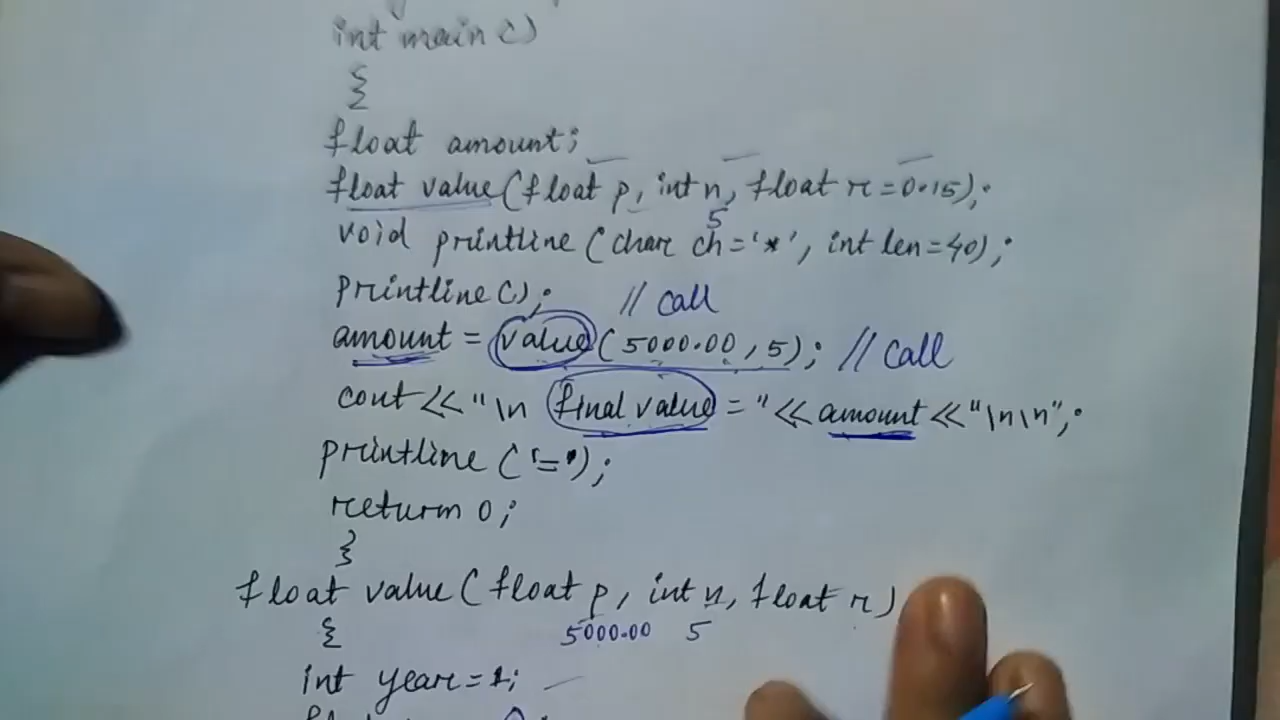 int main()
{
float amount;
float value(float p, int n, float r=0.15);
5
void printline (char ch='*', int len=40);
printline(); // call
amount = value(5000.00, 5); // call
cout<<"\n final value = "<<amount<<"\n\n";
printline ('=');
return 0;
}
float value(float p, int n, float r)
{ 5000.00 5
int year=1;